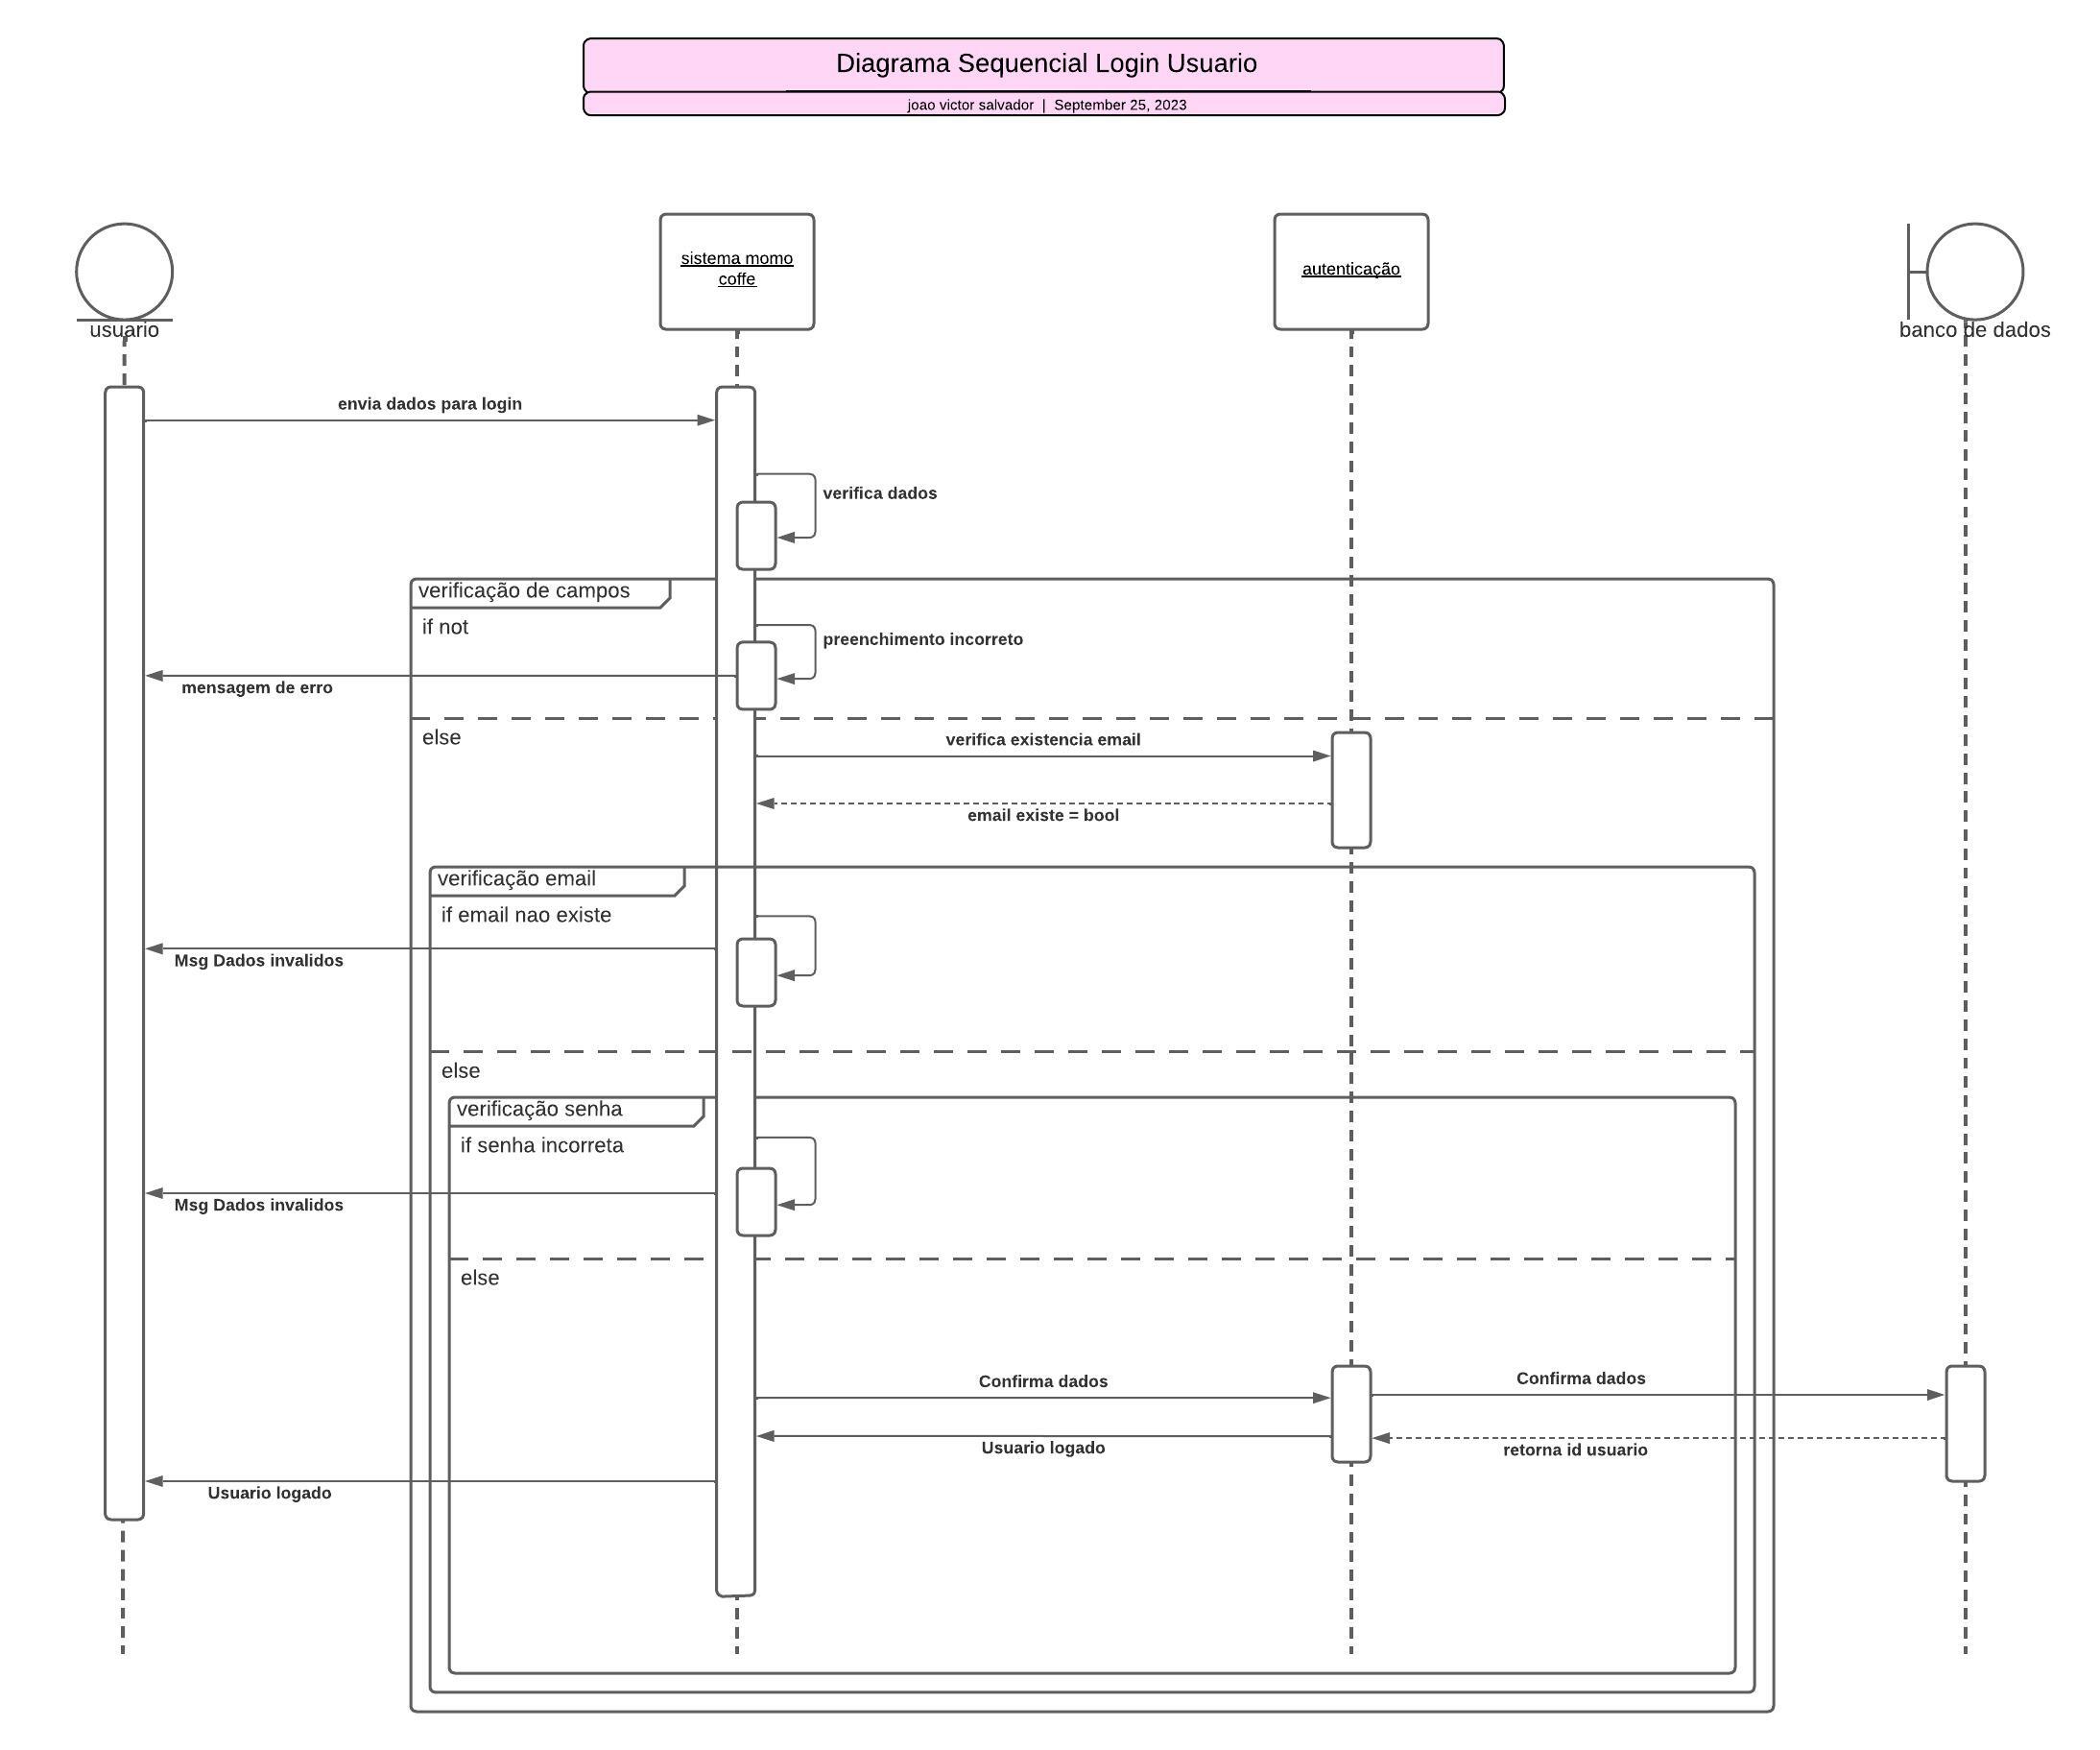 Diagrama Sequencial Login Usuario
joao victor salvador | September 25, 2023
usuario
sistema momo
coffe
autenticação
banco de dados
envia dados para login
verifica dados
verificação de campos
if not
preenchimento incorreto
mensagem de erro
else
verifica existencia email
email existe = bool
verificação email
if email nao existe
Msg Dados invalidos
else
verificação senha
if senha incorreta
Msg Dados invalidos
else
Confirma dados
Confirma dados
Usuario logado
retorna id usuario
Usuario logado